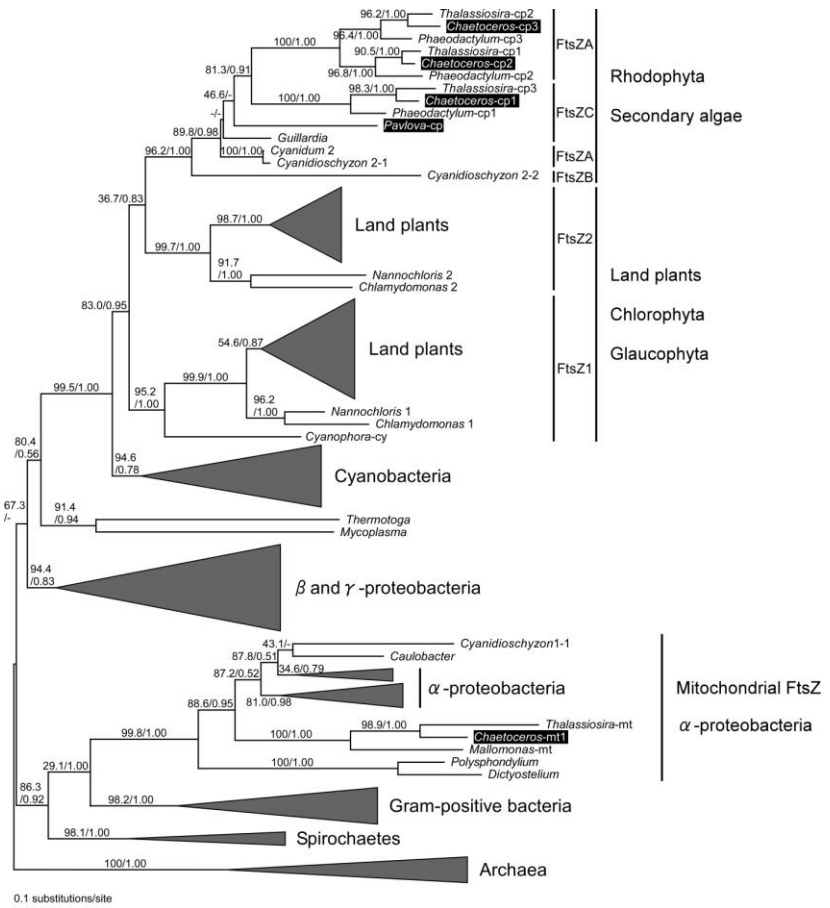 96.2/1.00
Thalassiosira-cp2
Chaetoceros-cp3
96.4/1.00
Phaeodactylum-cp3
100/1.00
90.5/1.00
Thalassiosira-cp1
Chaetoceros-cp2
96.8/1.00
Phaeodactylum-cp2
FtsZA
Rhodophyta
81.3/0.91
98.3/1.00
Thalassiosira-cp3
Chaetoceros-cp1
100/1.00
Phaeodactylum-cp1
FtsZC
Secondary algae
46.6/-
Pavlova-cp
-/-
89.8/0.98
Guillardia
96.2/1.00
100/1.00
Cyanidum 2
Cyanidioschyzon 2-1
FtsZA
Cyanidioschyzon 2-2
FtsZB
36.7/0.83
98.7/1.00
Land plants
99.7/1.00
91.7
/1.00
Nannochloris 2
Chlamydomonas 2
FtsZ2
Land plants
83.0/0.95
Chlorophyta
54.6/0.87
Land plants
Glaucophyta
FtsZ1
99.9/1.00
99.5/1.00
95.2
/1.00
96.2
/1.00
Nannochloris 1
Chlamydomonas 1
Cyanophora-cy
80.4
/0.56
94.6
/0.78
Cyanobacteria
67.3
/-
91.4
/0.94
Thermotoga
Mycoplasma
94.4
/0.83
β and γ -proteobacteria
43.1/-
Cyanidioschyzon1-1
87.8/0.51
Caulobacter
87.2/0.52
34.6/0.79
α-proteobacteria
81.0/0.98
Mitochondrial FtsZ
α-proteobacteria
88.6/0.95
98.9/1.00
Thalassiosira-mt
Chaetoceros-mt1
99.8/1.00
100/1.00
Mallomonas-mt
100/1.00
Polysphondylium
Dictyostelium
29.1/1.00
86.3
/0.92
98.2/1.00
Gram-positive bacteria
98.1/1.00
Spirochaetes
100/1.00
Archaea
0.1 substitutions/site